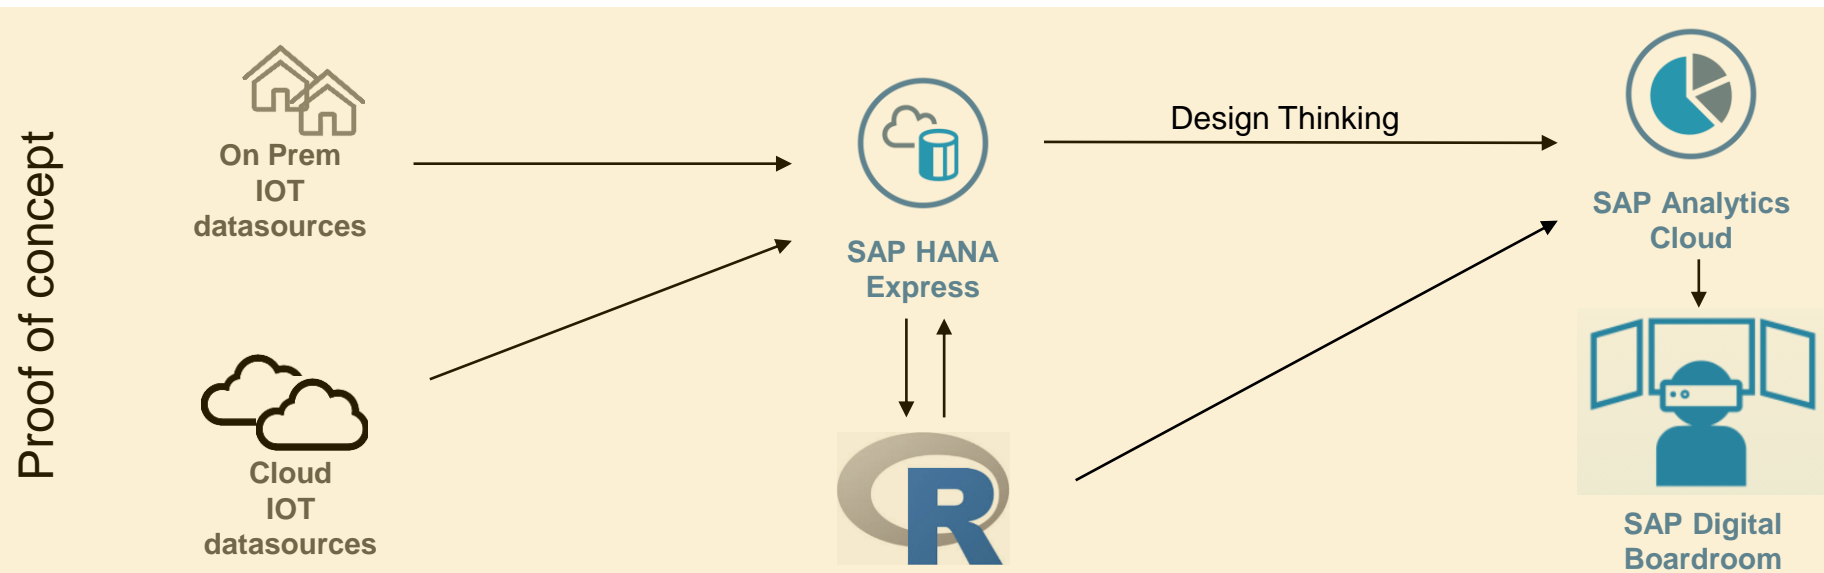 Proof of concept
On Prem
IOT
datasources
Cloud
IOT
datasources
SAP HANA
Express
R
Design Thinking
SAP Analytics
Cloud
SAP Digital
Boardroom